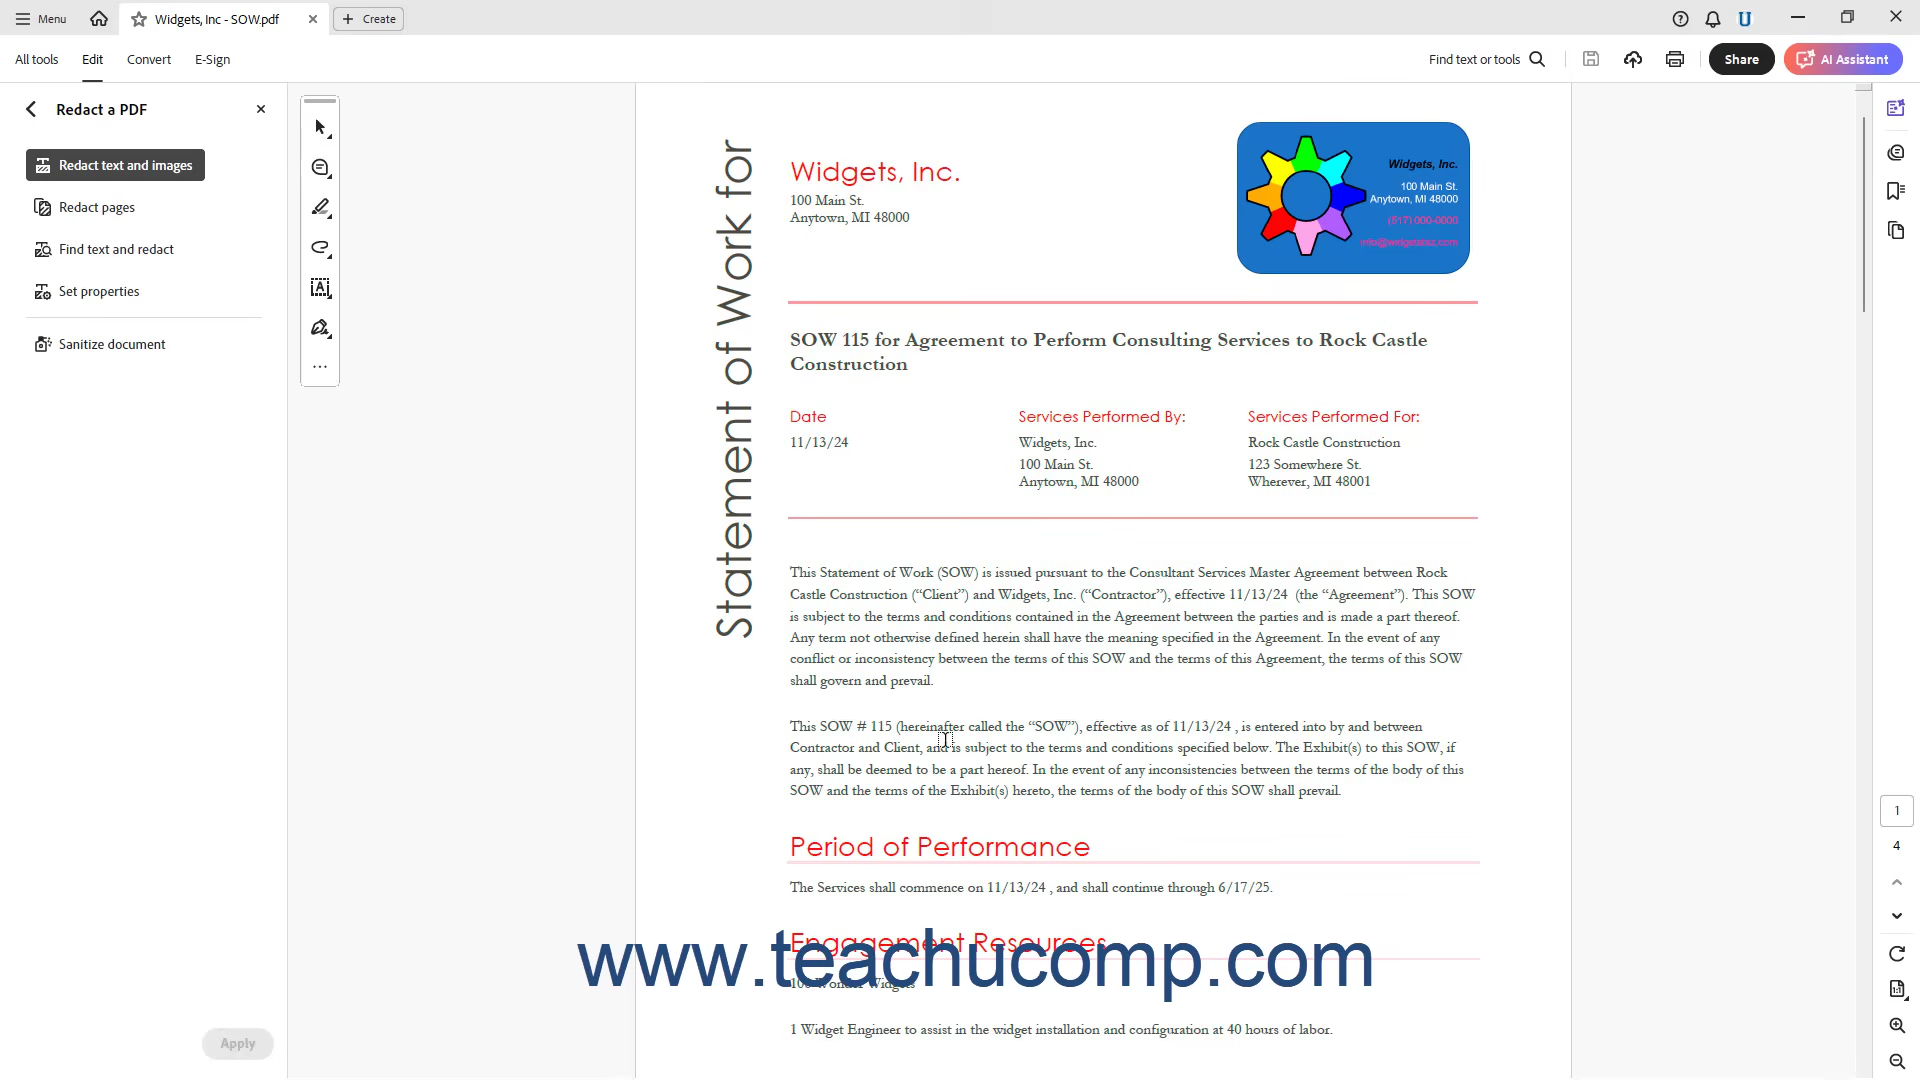 Menu
Widgets, Inc - SOW.pdf
Create
All tools
Edit
Convert
E-Sign
Find text or tools
Share
AI Assistant
Redact a PDF
Redact text and images
Redact pages
Find text and redact
Set properties
Sanitize document
Apply
Statement of Work for
Widgets, Inc.
100 Main St.
Anytown, MI 48000
Widgets, Inc.
100 Main St.
Anytown, MI 48000
(517) 000-0000
SOW 115 for Agreement to Perform Consulting Services to Rock Castle
Construction
Date
11/13/24
Services Performed By:
Widgets, Inc.
100 Main St.
Anytown, MI 48000
Services Performed For:
Rock Castle Construction
123 Somewhere St.
Wherever, MI 48001
This Statement of Work (SOW) is issued pursuant to the Consultant Services Master Agreement between Rock
Castle Construction (“Client”) and Widgets, Inc. (“Contractor”), effective 11/13/24 (the “Agreement”). This SOW
is subject to the terms and conditions contained in the Agreement between the parties and is made a part thereof.
Any term not otherwise defined herein shall have the meaning specified in the Agreement. In the event of any
conflict or inconsistency between the terms of this SOW and the terms of this Agreement, the terms of this SOW
shall govern and prevail.
This SOW # 115 (hereinafter called the “SOW”), effective as of 11/13/24 , is entered into by and between
Contractor and Client, and is subject to the terms and conditions specified below. The Exhibit(s) to this SOW, if
any, shall be deemed to be a part hereof. In the event of any inconsistencies between the terms of the body of this
SOW and the terms of the Exhibit(s) hereto, the terms of the body of this SOW shall prevail.
Period of Performance
The Services shall commence on 11/13/24 , and shall continue through 6/17/25.
Engagement Resources
www.teachucomp.com
100 Wonder Widgets
1 Widget Engineer to assist in the widget installation and configuration at 40 hours of labor.
1
4